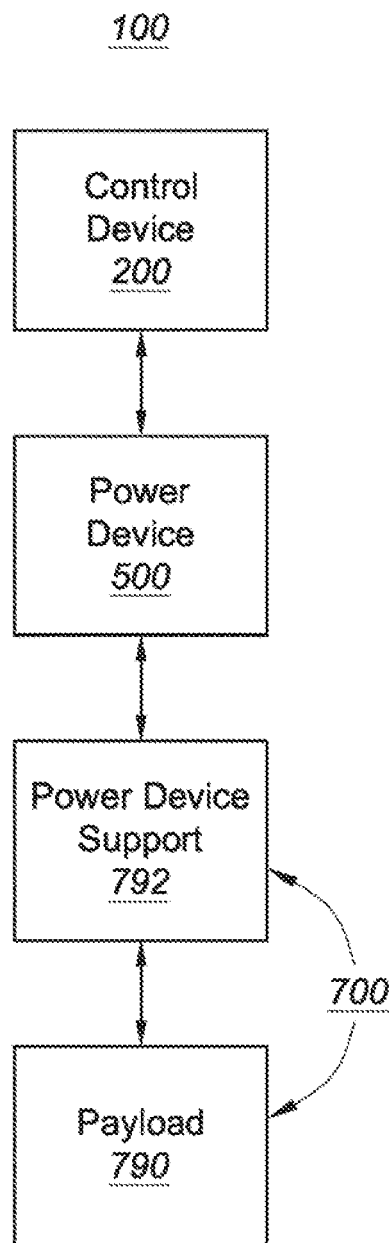 100
Control
Device
200
Power
Device
500
Power Device
Support
792
700
Payload
790